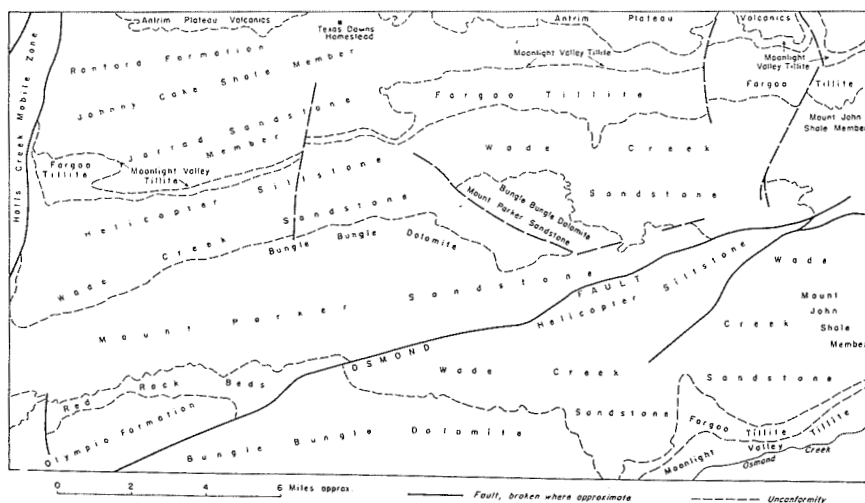 Antrim Plateau Volcanics
Texas Downs
Homestead
Antrim Plateau Volcanics
Ranford Formation
Moonlight Valley Tillite
Moonlight
Valley Tillite
Johnny Cake Shale Member
Halls Creek Mobile Zone
Fargoo Tillite
Fargoo Tillite
Mount John
Shale Member
Jarrad Sandstone
Member
Wade Creek
Sandstone
Fargoo
Tillite
Moonlight Valley
Tillite
Helicopter Siltstone
Bungle Bungle Dolomite
Mount Parker Sandstone
Wade Creek Sandstone
Bungle Bungle Dolomite
Mount Parker Sandstone
FAULT
Helicopter Siltstone
Wade
Mount
John
Shale
Member
Creek
OSMOND
Wade Creek
Sandstone
Red Rock Beds
Sandstone
Fargoo Tillite
Olympio Formation
Bungle Bungle Dolomite
Moonlight Valley Tillite
Osmond Creek
0 2 4 6 Miles approx.
Fault, broken where approximate
Unconformity